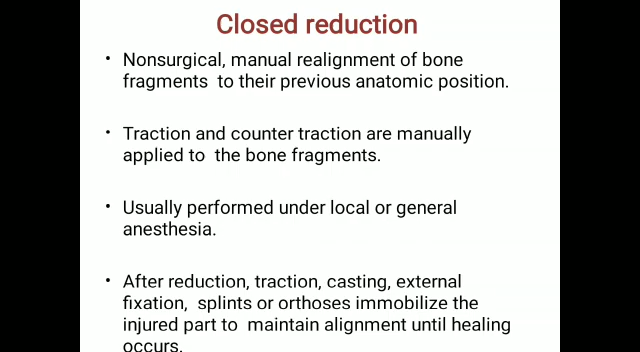 Closed reduction
• Nonsurgical, manual realignment of bone
fragments  to their previous anatomic position.
• Traction and counter traction are manually
applied to  the bone fragments.
• Usually performed under local or general
anesthesia.
• After reduction, traction, casting, external
fixation,  splints or orthoses immobilize the
injured part to  maintain alignment until healing
occurs.